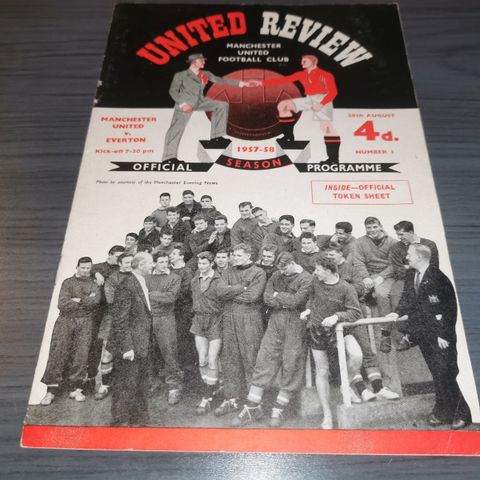 UNITED REVIEW
MANCHESTER
UNITED
FOOTBALL CLUB
MANCHESTER
UNITED
v.
EVERTON
Kick-off 7-30 pm
28th AUGUST
4d.
NUMBER 1
1957-58
OFFICIAL SEASON PROGRAMME
Photo by courtesy of the Manchester Evening News
INSIDE—OFFICIAL
TOKEN SHEET